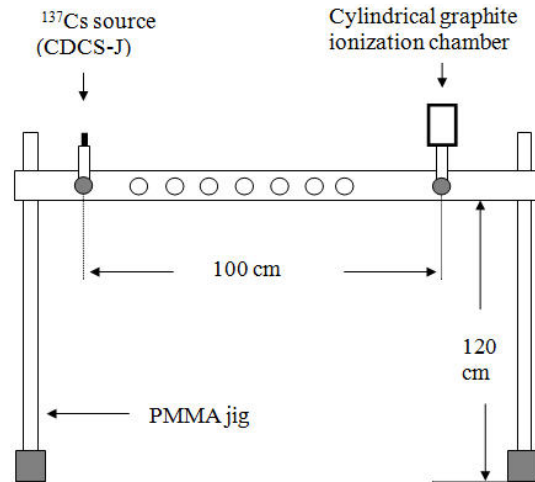 ¹³⁷Cs source
(CDCS-J)
Cylindrical graphite
ionization chamber
100 cm
120
cm
PMMA jig